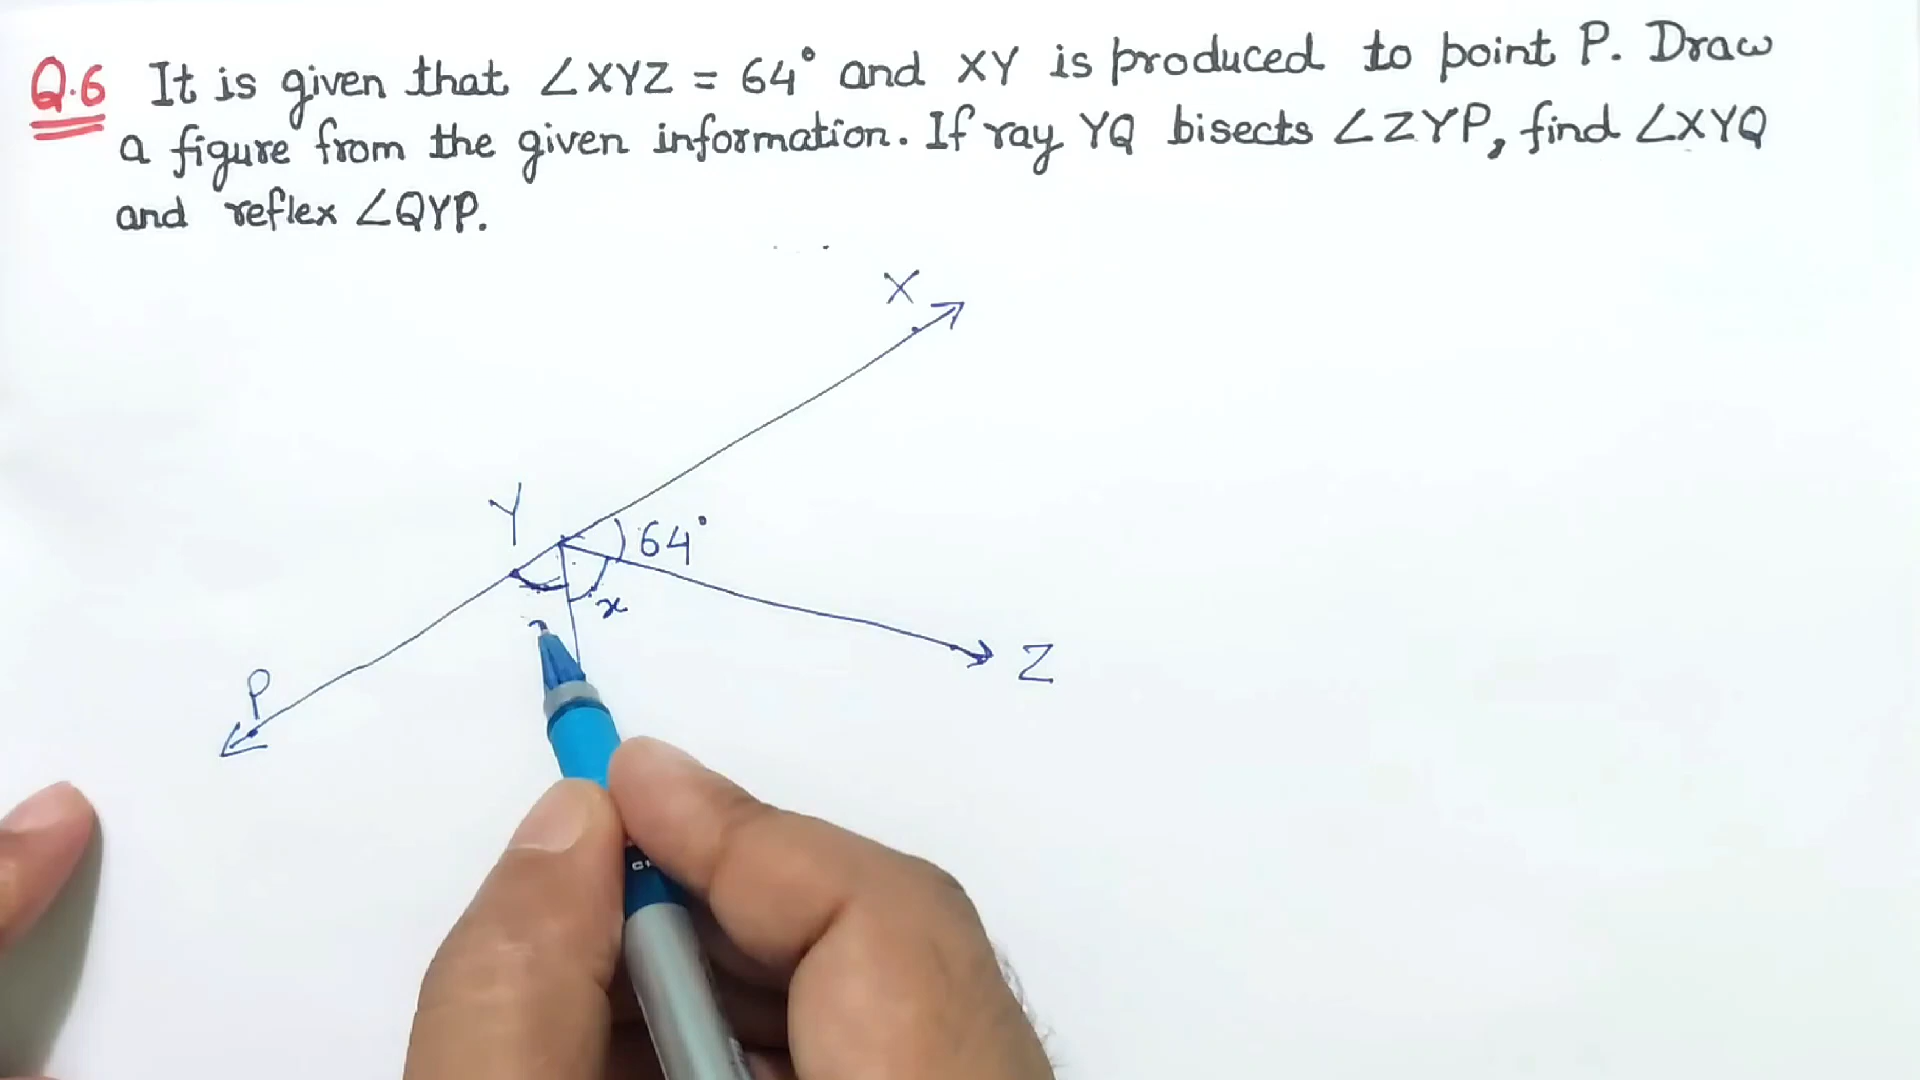 Q.6 It is given that ∠XYZ = 64° and XY is produced to point P. Draw
a figure from the given information. If ray YQ bisects ∠ZYP, find ∠XYQ
and reflex ∠QYP.
X
Y
64°
x
Z
P